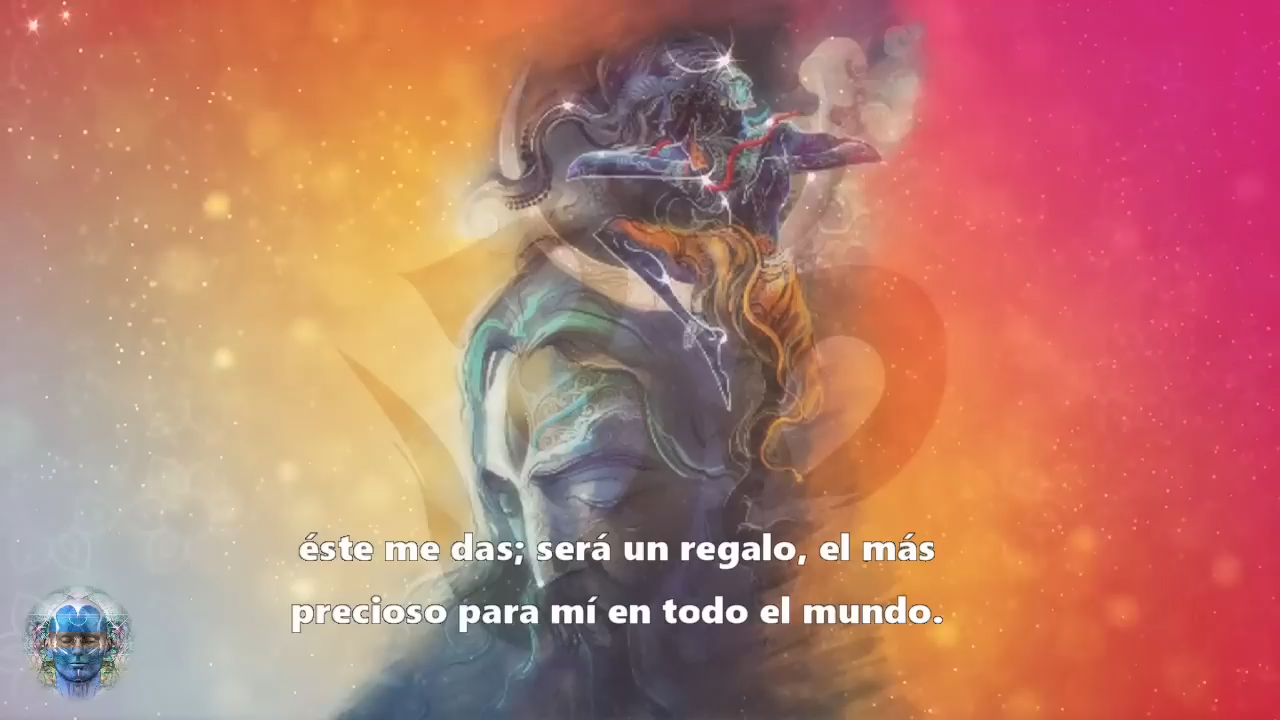 éste me das; será un regalo, el más
precioso para mí en todo el mundo.